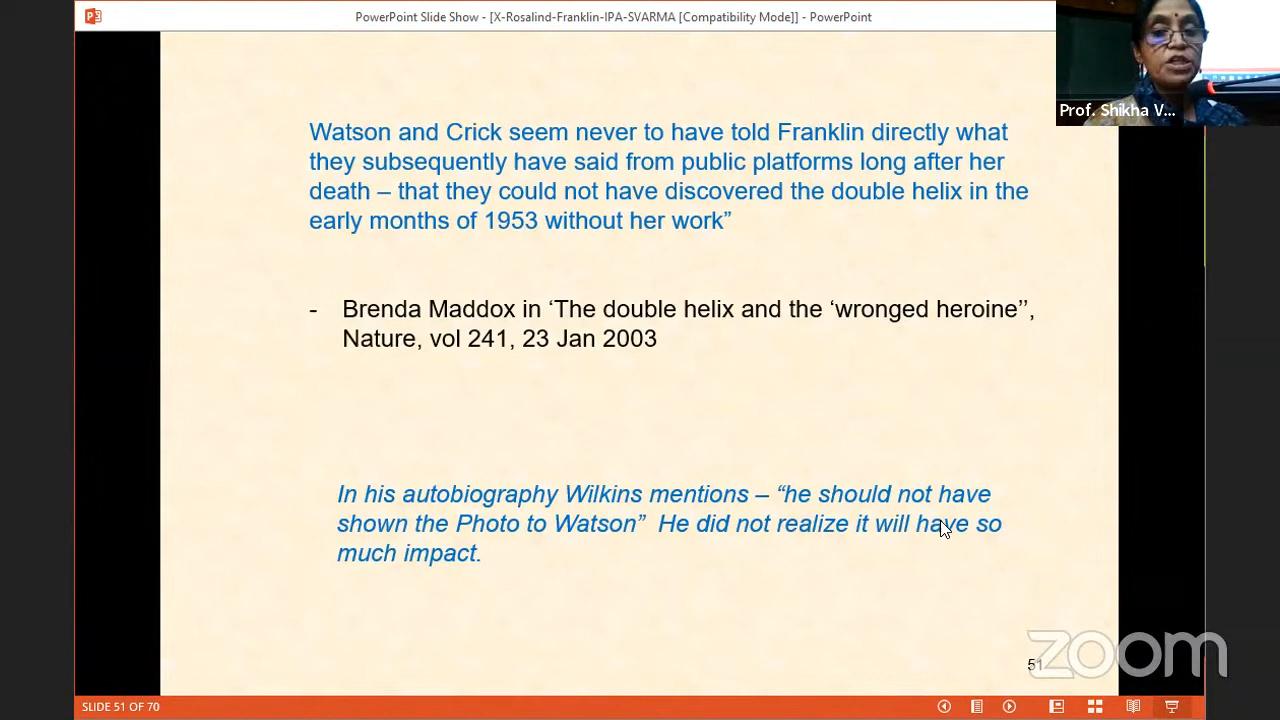 PowerPoint Slide Show - [X-Rosalind-Franklin-IPA-SVARMA [Compatibility Mode]] - PowerPoint
Prof. Shikha V...
Watson and Crick seem never to have told Franklin directly what
they subsequently have said from public platforms long after her
death – that they could not have discovered the double helix in the
early months of 1953 without her work”
- Brenda Maddox in ‘The double helix and the ‘wronged heroine’’,
Nature, vol 241, 23 Jan 2003
In his autobiography Wilkins mentions – “he should not have
shown the Photo to Watson” He did not realize it will have so
much impact.
51
zoom
SLIDE 51 OF 70